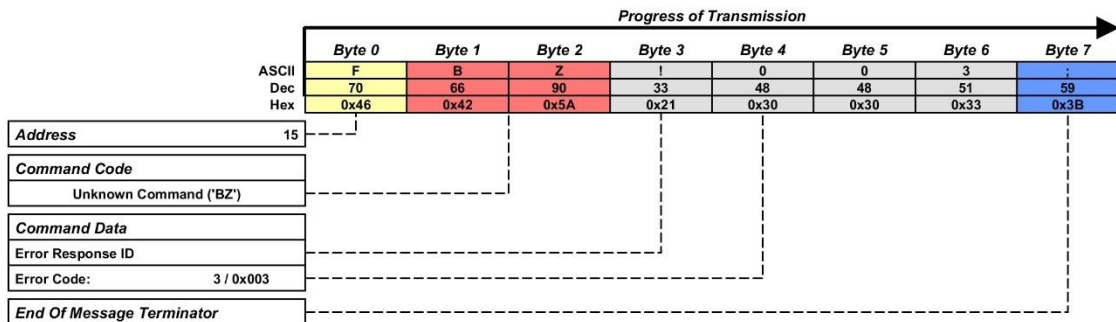 Progress of Transmission
Byte 0 Byte 1 Byte 2 Byte 3 Byte 4 Byte 5 Byte 6 Byte 7
ASCII F B Z ! 0 0 3 ;
Dec 70 66 90 33 48 48 51 59
Hex 0x46 0x42 0x5A 0x21 0x30 0x30 0x33 0x3B
Address 15
Command Code
Unknown Command ('BZ')
Command Data
Error Response ID
Error Code: 3 / 0x003
End Of Message Terminator